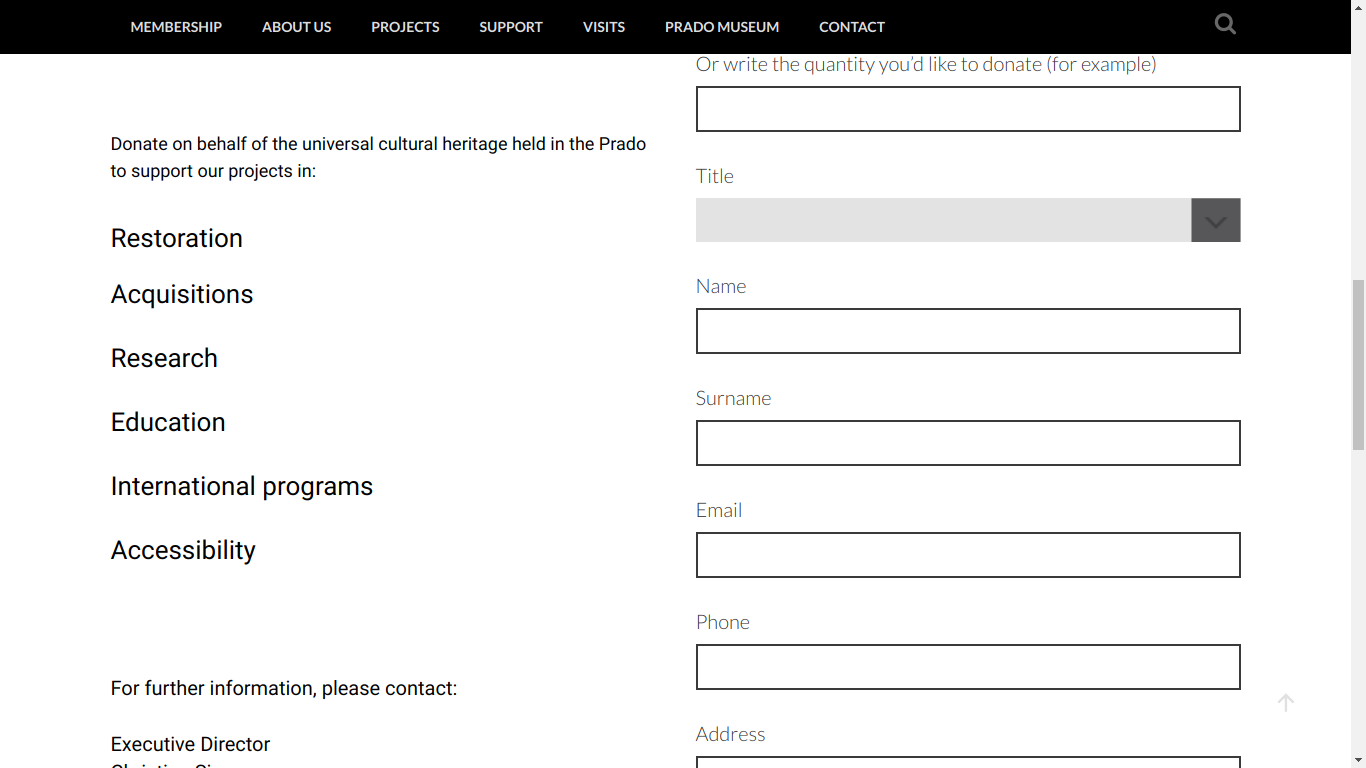 MEMBERSHIP ABOUT US PROJECTS SUPPORT VISITS PRADO MUSEUM CONTACT
Donate on behalf of the universal cultural heritage held in the Prado
to support our projects in:
Restoration
Acquisitions
Research
Education
International programs
Accessibility
For further information, please contact:
Executive Director
Or write the quantity you'd like to donate (for example)
Title
Name
Surname
Email
Phone
Address